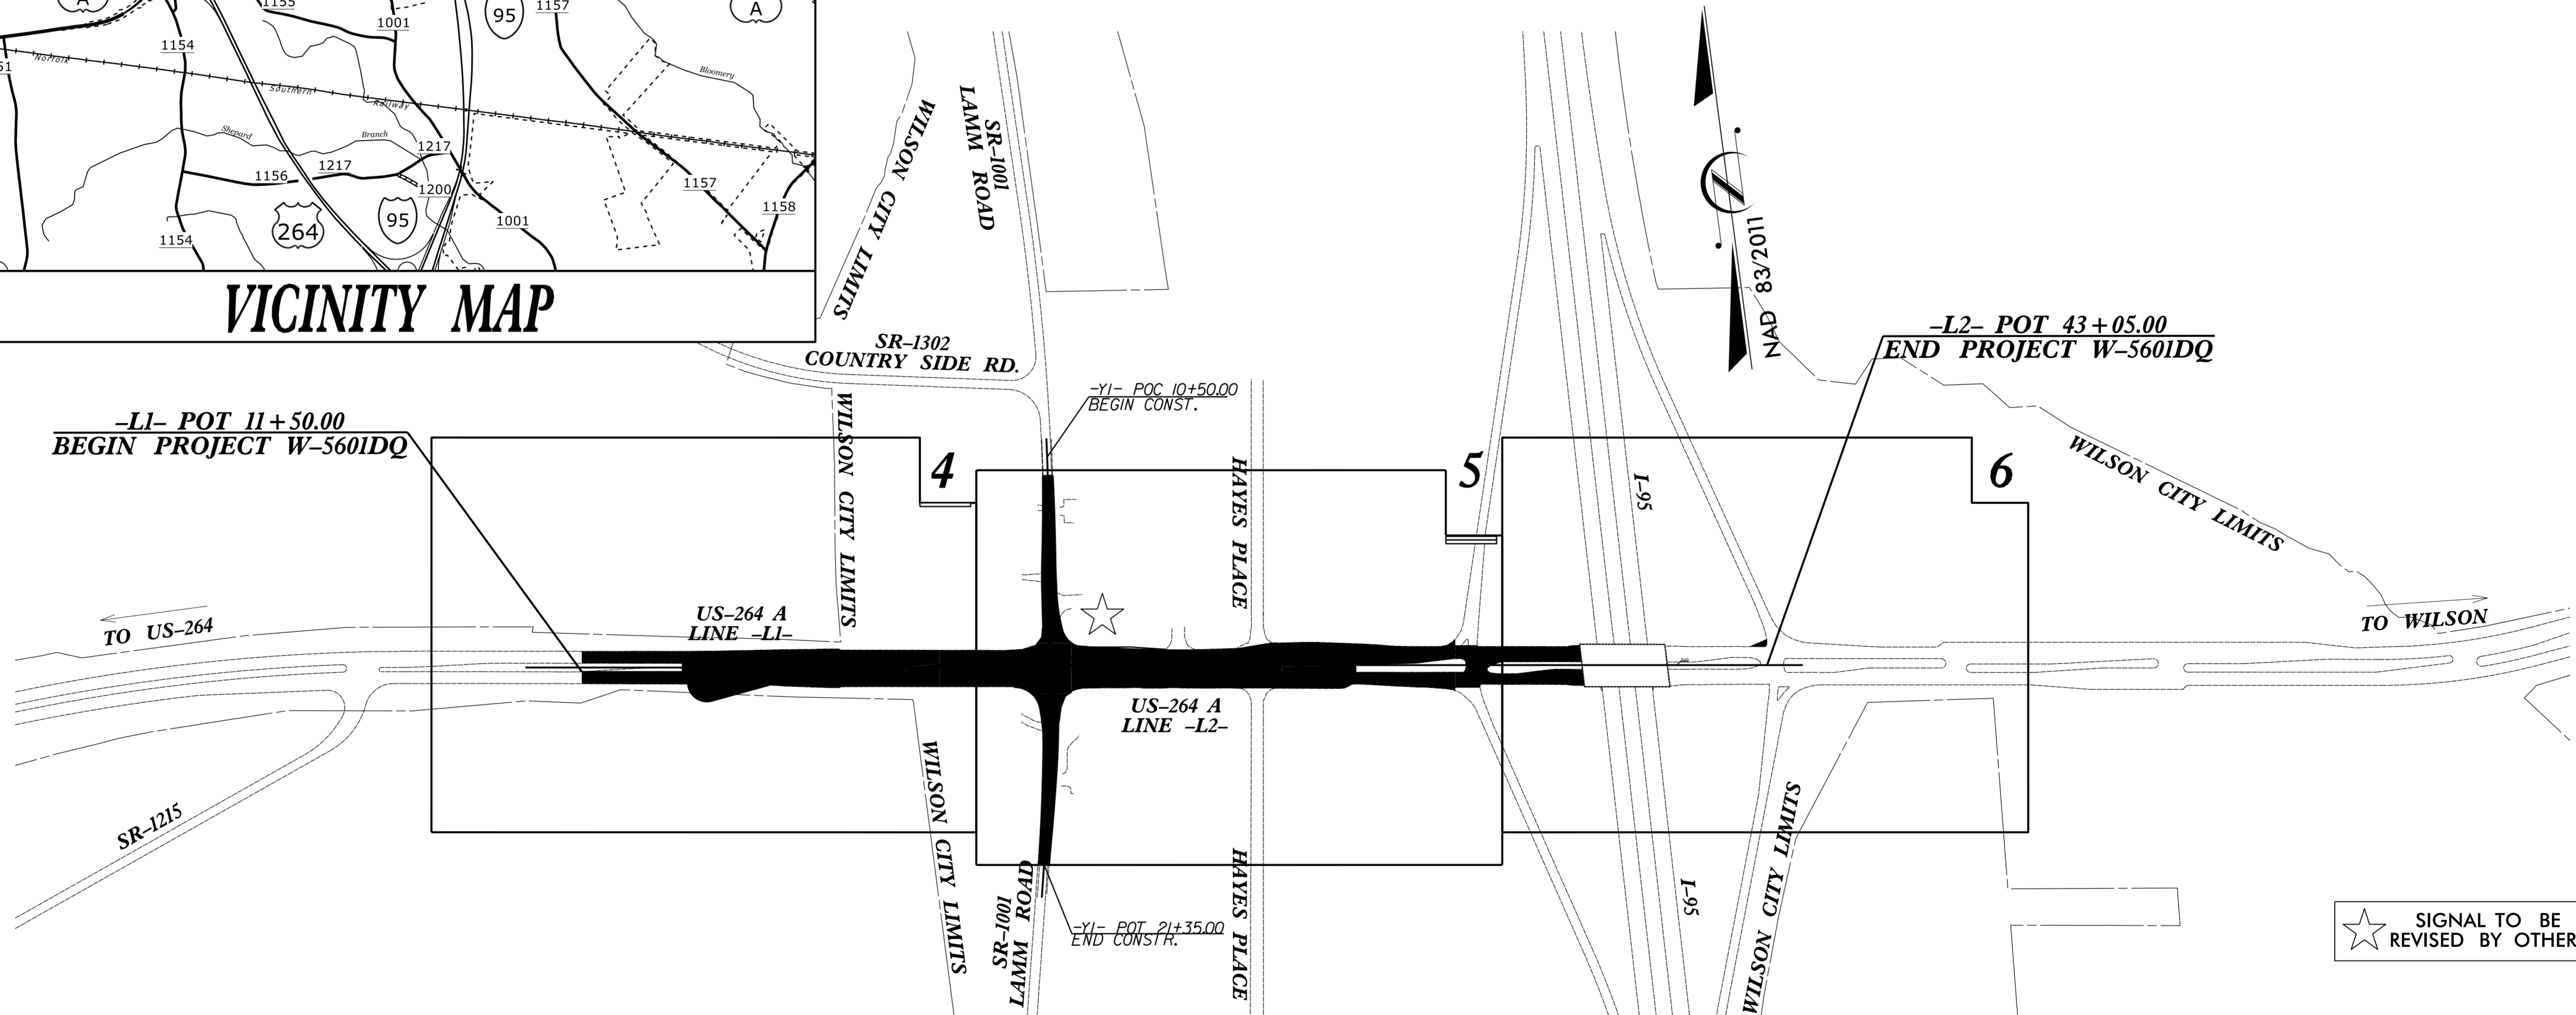 A
1155
1154
1001
95
1157
A
51
Norfolk
Southern
Railway
Bloomery
Shepard
Branch
1217
1217
1156
1200
1157
1158
264
95
1001
1154
VICINITY MAP
WILSON CITY LIMITS
SR-1001
LAMM ROAD
SR-1302
COUNTRY SIDE RD.
NAD 83/2011
-L2- POT 43+05.00
END PROJECT W-5601DQ
-Y1- POC 10+50.00
BEGIN CONST.
-L1- POT 11+50.00
BEGIN PROJECT W-5601DQ
WILSON CITY LIMITS
4
HAYES PLACE
5
I-95
6
WILSON CITY LIMITS
TO US-264
US-264 A
LINE -L1-
TO WILSON
US-264 A
LINE -L2-
SR-1215
WILSON CITY LIMITS
SR-1001
LAMM ROAD
-Y1- POT 21+35.00
END CONSTR.
HAYES PLACE
I-95
WILSON CITY LIMITS
SIGNAL TO BE
REVISED BY OTHER